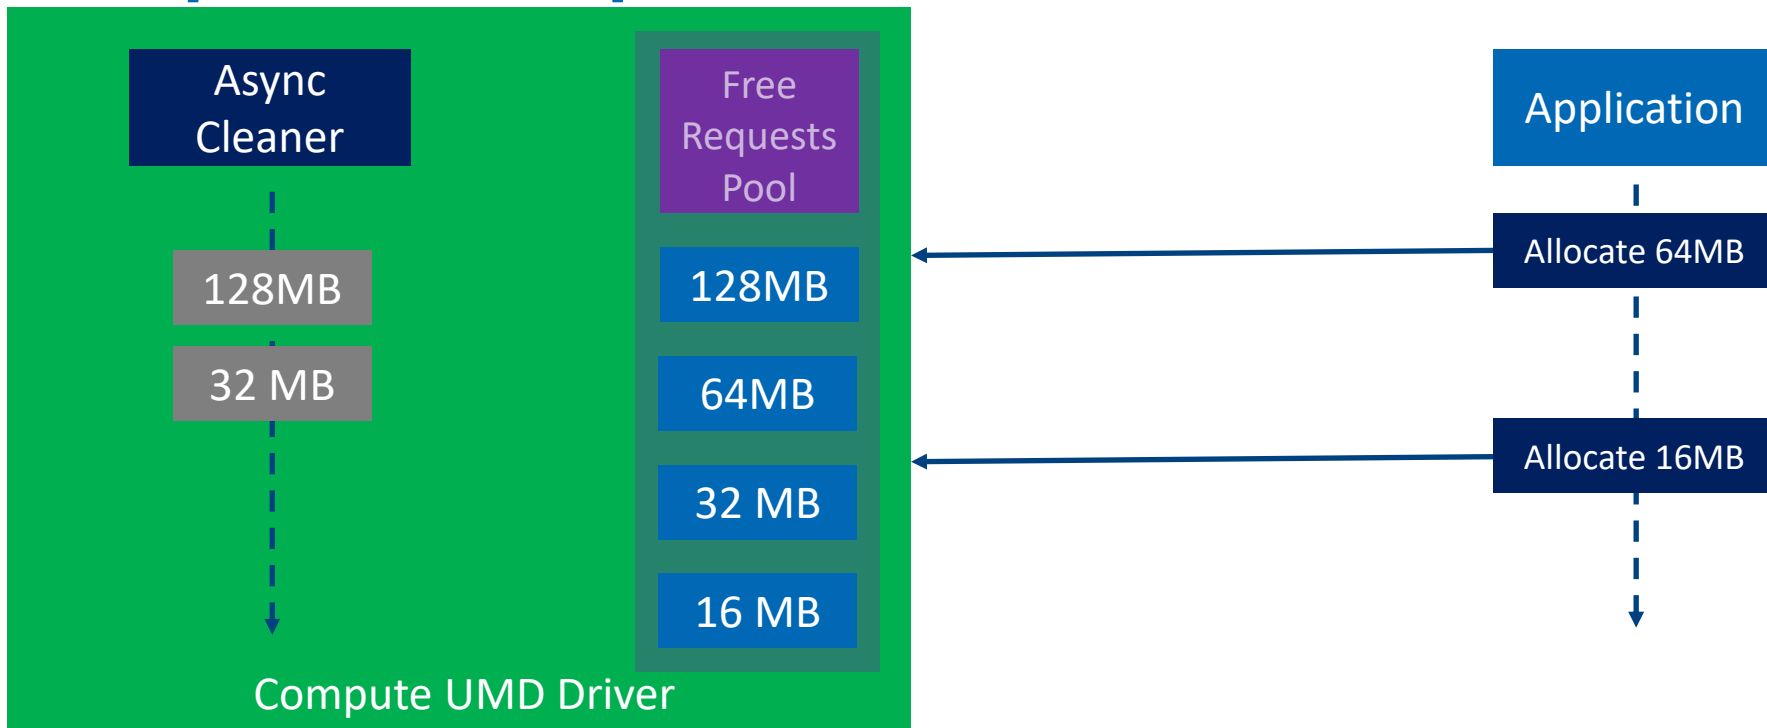 Async
Cleaner
128MB
32 MB
Free
Requests
Pool
128MB
64MB
32 MB
16 MB
Compute UMD Driver
Application
Allocate 64MB
Allocate 16MB